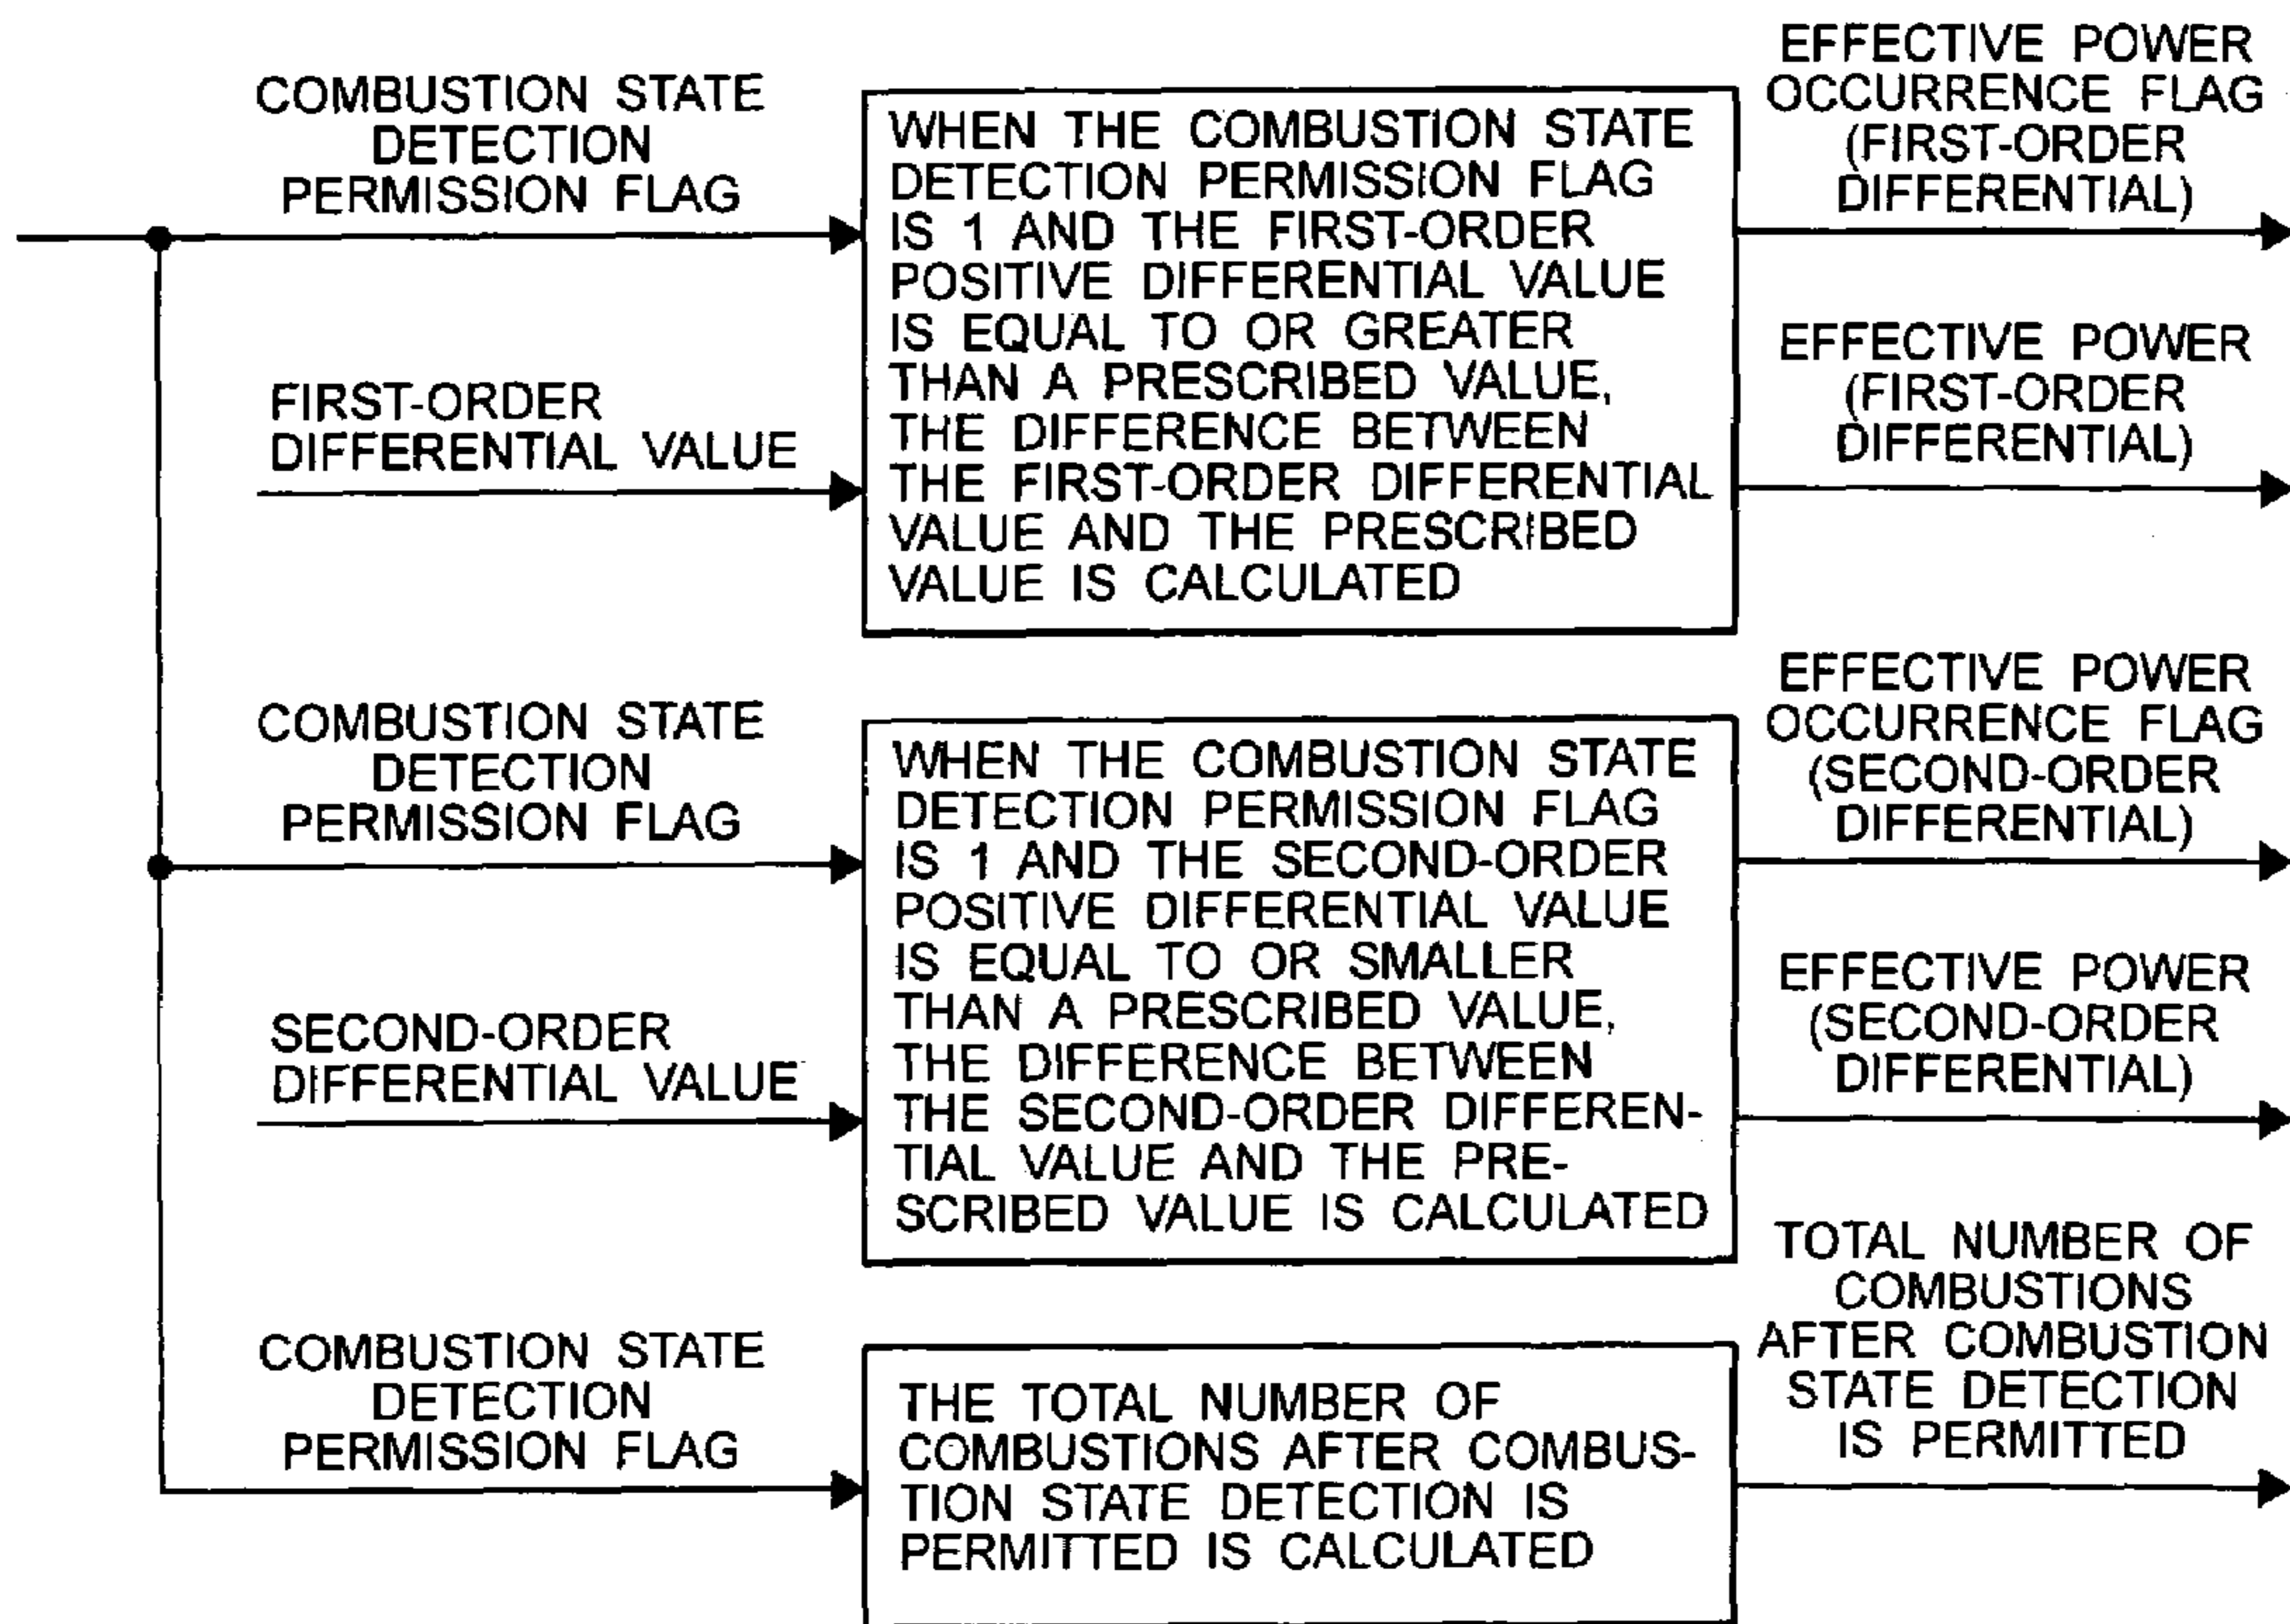 COMBUSTION STATE
DETECTION
PERMISSION FLAG
FIRST-ORDER
DIFFERENTIAL VALUE
WHEN THE COMBUSTION STATE
DETECTION PERMISSION FLAG
IS 1 AND THE FIRST-ORDER
POSITIVE DIFFERENTIAL VALUE
IS EQUAL TO OR GREATER
THAN A PRESCRIBED VALUE,
THE DIFFERENCE BETWEEN
THE FIRST-ORDER DIFFERENTIAL
VALUE AND THE PRESCRIBED
VALUE IS CALCULATED
EFFECTIVE POWER
OCCURRENCE FLAG
(FIRST-ORDER
DIFFERENTIAL)
EFFECTIVE POWER
(FIRST-ORDER
DIFFERENTIAL)
COMBUSTION STATE
DETECTION
PERMISSION FLAG
SECOND-ORDER
DIFFERENTIAL VALUE
WHEN THE COMBUSTION STATE
DETECTION PERMISSION FLAG
IS 1 AND THE SECOND-ORDER
POSITIVE DIFFERENTIAL VALUE
IS EQUAL TO OR SMALLER
THAN A PRESCRIBED VALUE,
THE DIFFERENCE BETWEEN
THE SECOND-ORDER DIFFEREN-
TIAL VALUE AND THE PRE-
SCRIBED VALUE IS CALCULATED
EFFECTIVE POWER
OCCURRENCE FLAG
(SECOND-ORDER
DIFFERENTIAL)
EFFECTIVE POWER
(SECOND-ORDER
DIFFERENTIAL)
COMBUSTION STATE
DETECTION
PERMISSION FLAG
THE TOTAL NUMBER OF
COMBUSTIONS AFTER COMBUS-
TION STATE DETECTION IS
PERMITTED IS CALCULATED
TOTAL NUMBER OF
COMBUSTIONS
AFTER COMBUSTION
STATE DETECTION
IS PERMITTED